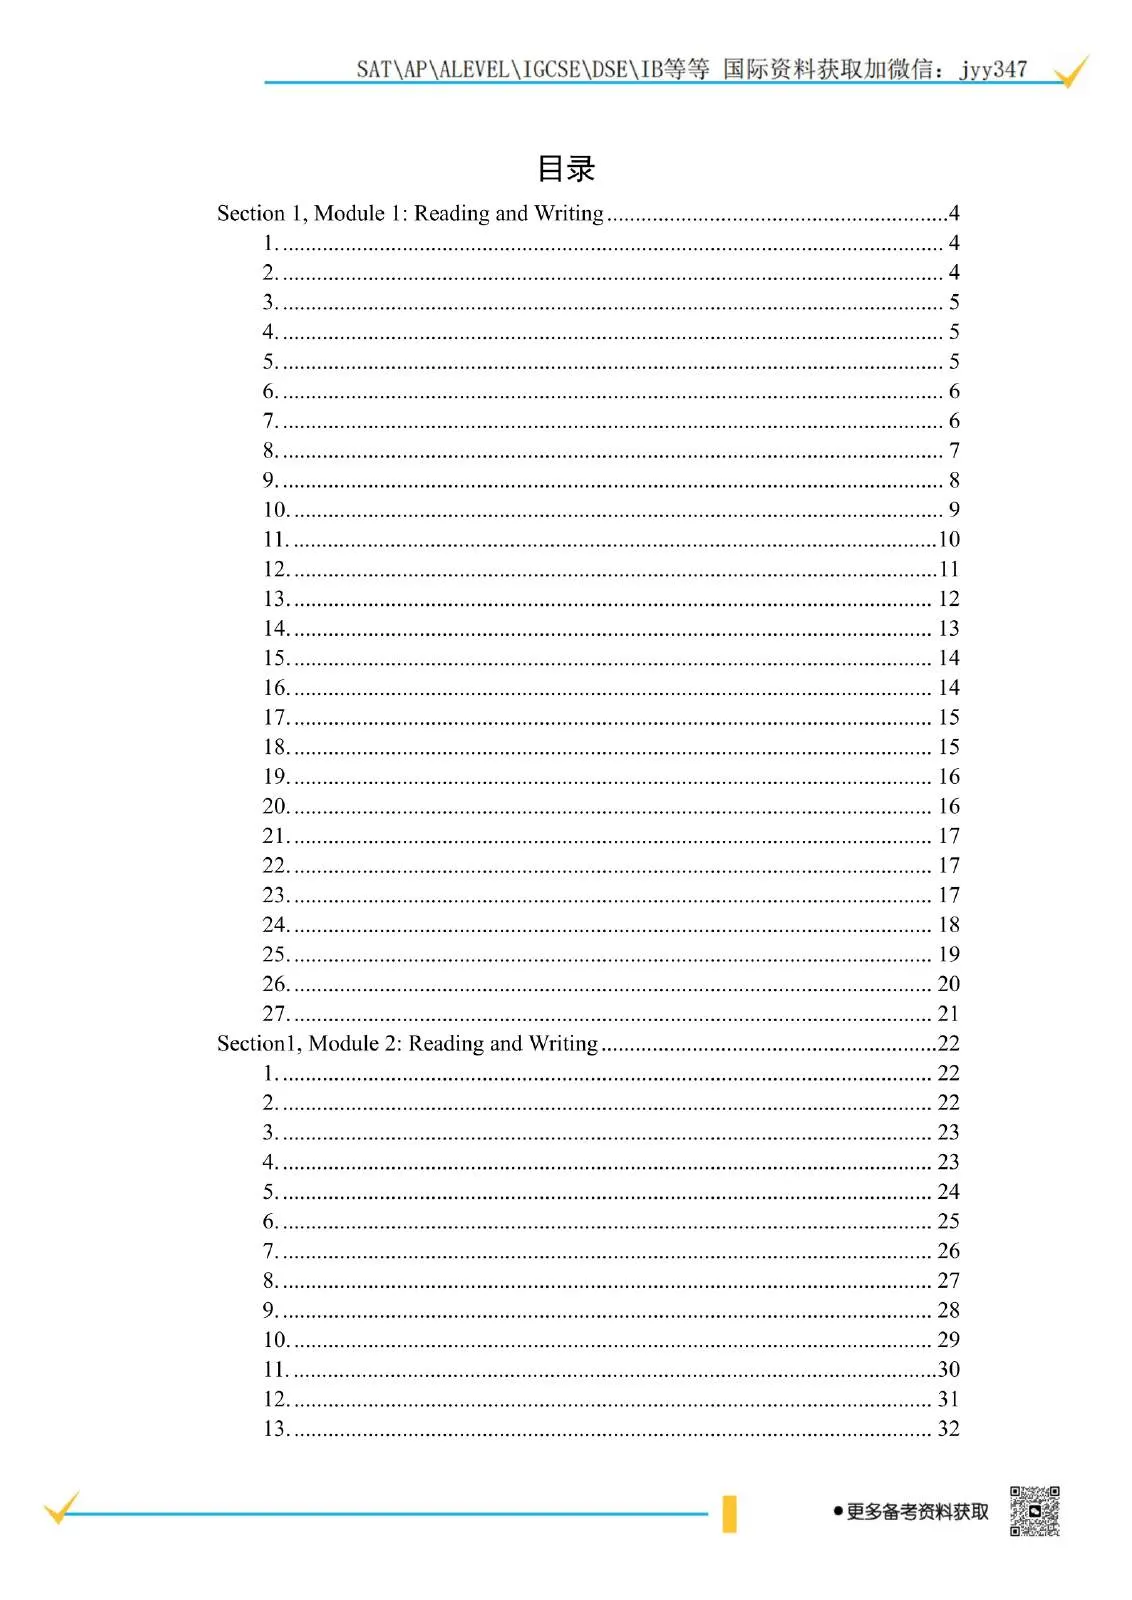 SAT\AP\ALEVEL\IGCSE\DSE\IB等等 国际资料获取加微信：jyy347
目录
Section 1, Module 1: Reading and Writing............................................................4
1. ................................................................................................................... 4
2. ................................................................................................................... 4
3. ................................................................................................................... 5
4. ................................................................................................................... 5
5. ................................................................................................................... 5
6. ................................................................................................................... 6
7. ................................................................................................................... 6
8. ................................................................................................................... 7
9. ................................................................................................................... 8
10. ................................................................................................................. 9
11. .................................................................................................................10
12. .................................................................................................................11
13. ............................................................................................................... 12
14. ............................................................................................................... 13
15. ............................................................................................................... 14
16. ............................................................................................................... 14
17. ............................................................................................................... 15
18. ............................................................................................................... 15
19. ............................................................................................................... 16
20. ............................................................................................................... 16
21. ............................................................................................................... 17
22. ............................................................................................................... 17
23. ............................................................................................................... 17
24. ............................................................................................................... 18
25. ............................................................................................................... 19
26. ............................................................................................................... 20
27. ............................................................................................................... 21
Section1, Module 2: Reading and Writing...........................................................22
1. ................................................................................................................. 22
2. ................................................................................................................. 22
3. ................................................................................................................. 23
4. ................................................................................................................. 23
5. ................................................................................................................. 24
6. ................................................................................................................. 25
7. ................................................................................................................. 26
8. ................................................................................................................. 27
9. ................................................................................................................. 28
10. ............................................................................................................... 29
11. .................................................................................................................30
12. ............................................................................................................... 31
13. ............................................................................................................... 32
●更多备考资料获取